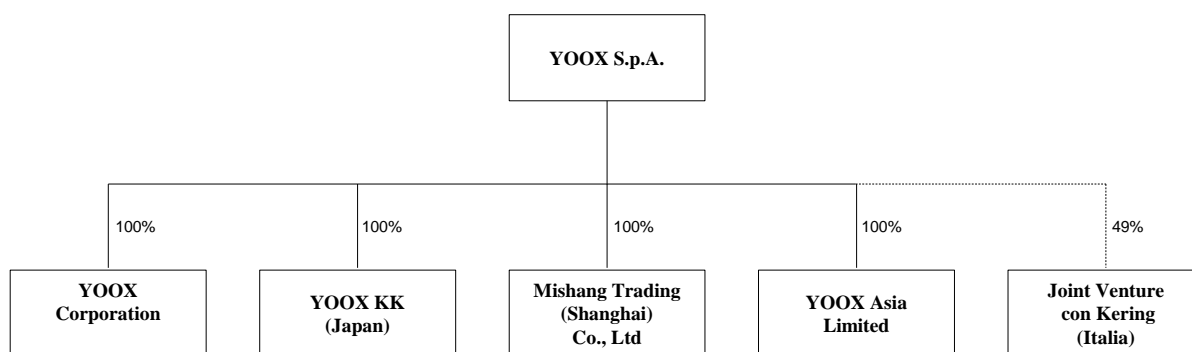 YOOX S.p.A.
100%
100%
100%
100%
49%
YOOX
Corporation
YOOX KK
(Japan)
Mishang Trading
(Shanghai)
Co., Ltd
YOOX Asia
Limited
Joint Venture
con Kering
(Italia)